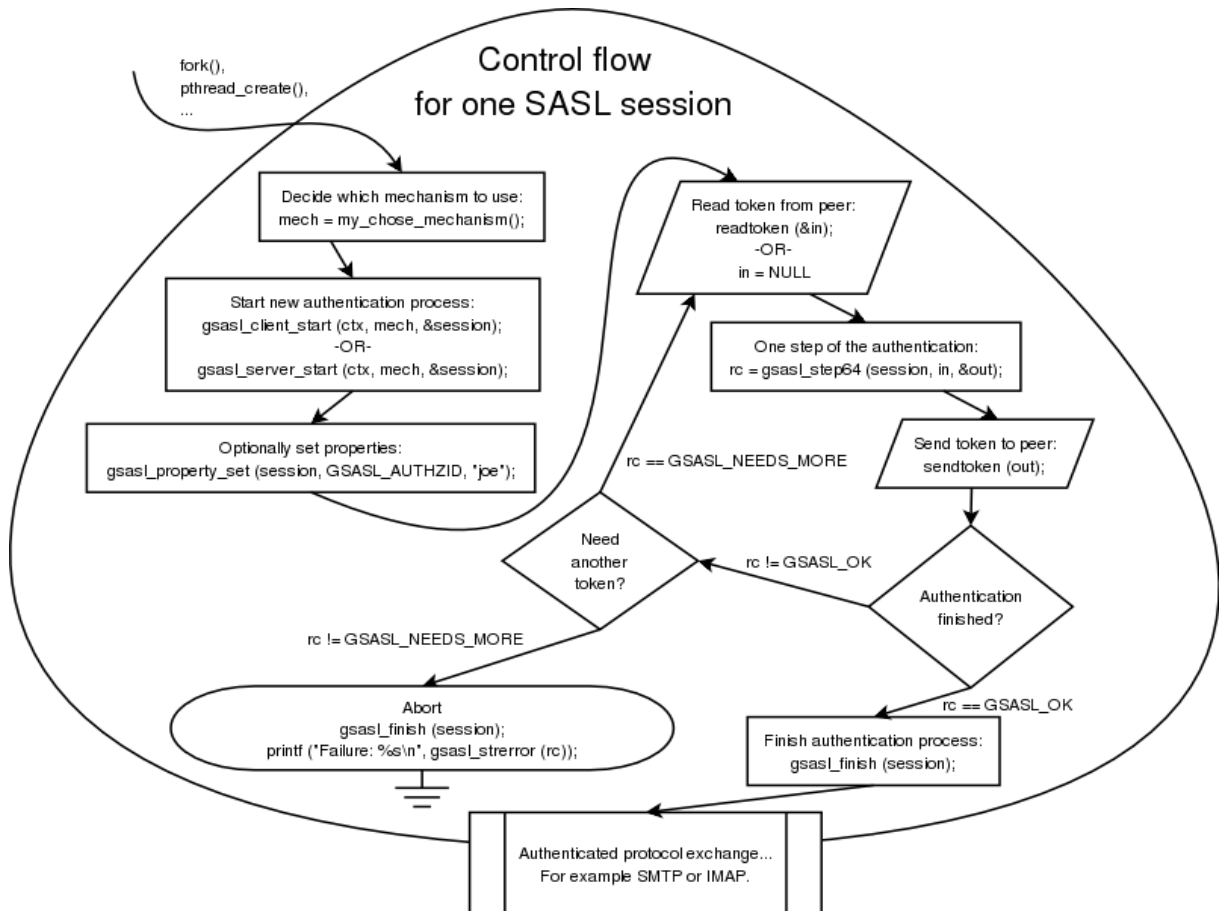 fork(),
pthread_create(),
...
Control flow
for one SASL session
Decide which mechanism to use:
mech = my_chose_mechanism();
Start new authentication process:
gsasl_client_start (ctx, mech, &session);
-OR-
gsasl_server_start (ctx, mech, &session);
Optionally set properties:
gsasl_property_set (session, GSASL_AUTHZID, "joe");
Read token from peer:
readtoken (&in);
-OR-
in = NULL
One step of the authentication:
rc = gsasl_step64 (session, in, &out);
Send token to peer:
sendtoken (out);
Authentication
finished?
rc != GSASL_OK
Need
another
token?
rc == GSASL_NEEDS_MORE
rc != GSASL_NEEDS_MORE
Abort
gsasl_finish (session);
printf ("Failure: %s\n", gsasl_strerror (rc));
rc == GSASL_OK
Finish authentication process:
gsasl_finish (session);
Authenticated protocol exchange...
For example SMTP or IMAP.